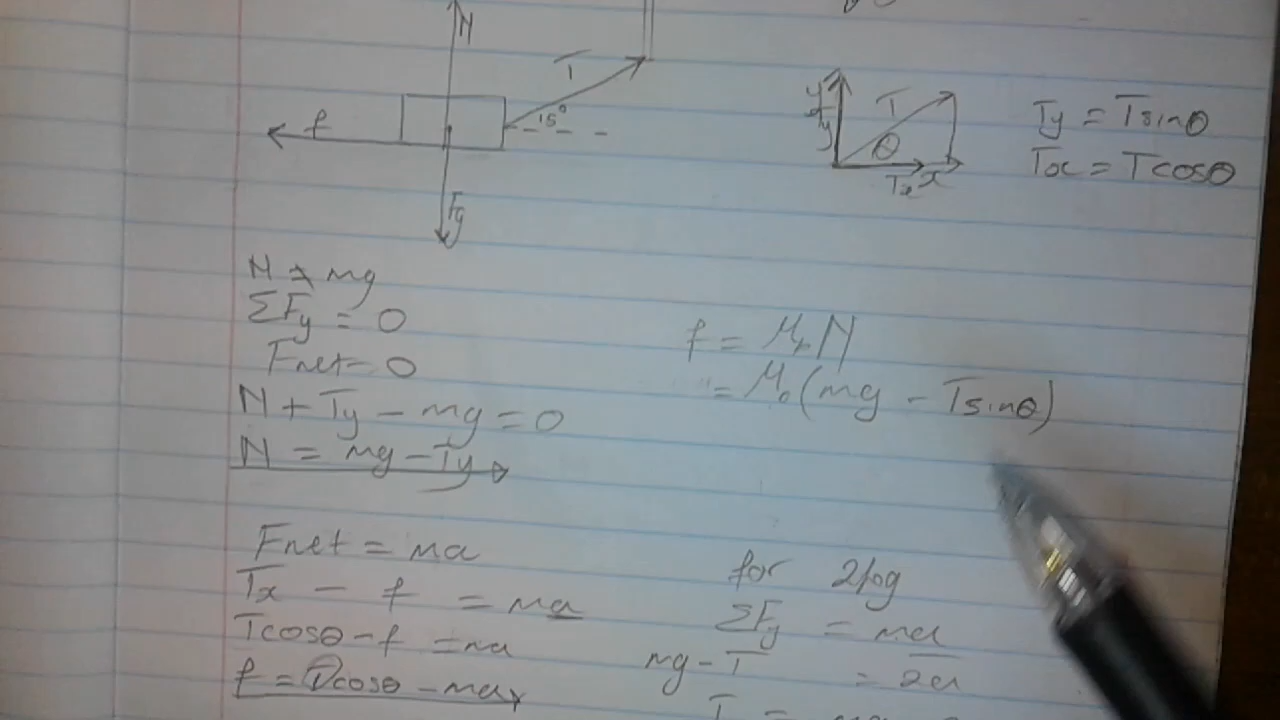 N
T
f
15°
Fg
y
Ty
T
θ
Tx x
Ty = Tsinθ
Tx = Tcosθ
N ≠ mg
ΣFy = 0
Fnet = 0
N + Ty - mg = 0
N = mg - Ty
f = μkN
" = μk(mg - Tsinθ)
Fnet = ma
Tx - f = ma
Tcosθ - f = ma
f = Tcosθ - ma
for 2kg
ΣFy = ma
mg - T = 2a
T =